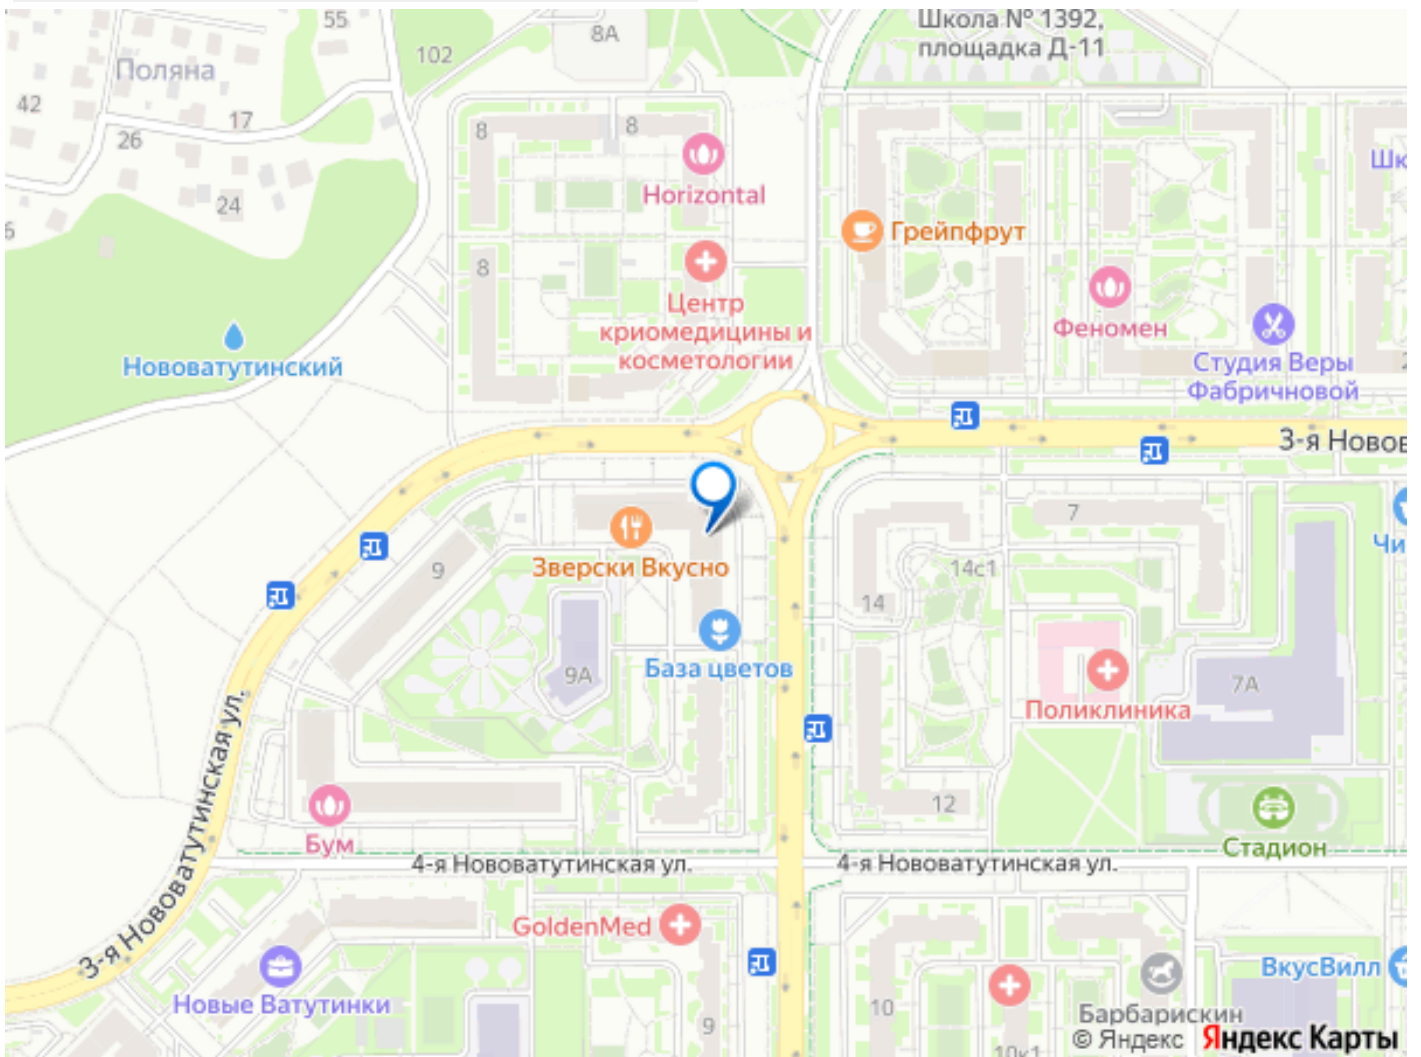 55
8А
Школа № 1392,
площадка Д-11
102
Поляна
42
17
26
8
8
Шк
Horizontal
24
Грейпфрут
8
Центр
криомедицины и
косметологии
Феномен
Нововатутинский
Студия Веры
Фабричновой
2
3-я Новов
7
Чи
Зверски Вкусно
9
14с1
14
База цветов
9А
7А
Поликлиника
3-я Нововатутинская ул.
12
Бум
Стадион
4-я Нововатутинская ул.
4-я Нововатутинская ул.
GoldenMed
ВкусВилл
Новые Ватутинки
10
Барбарискин
9
10к1
© Яндекс Яндекс Карты